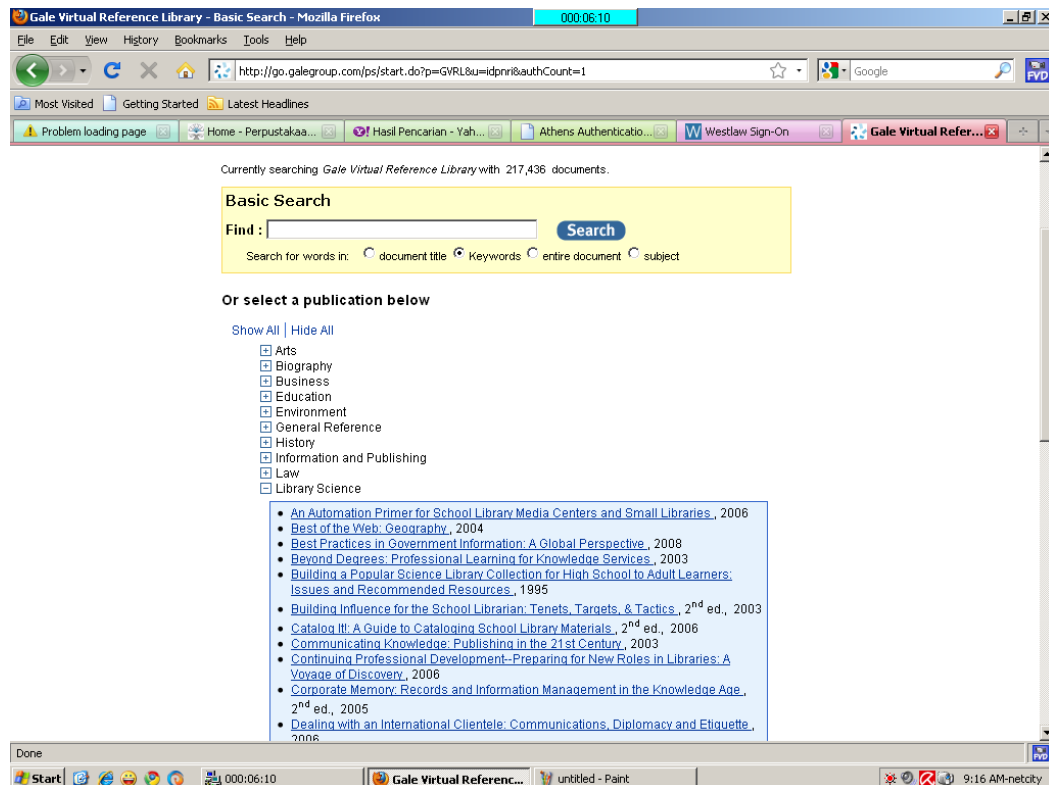 Gale Virtual Reference Library - Basic Search - Mozilla Firefox
000:06:10
File Edit View History Bookmarks Tools Help
http://go.galegroup.com/ps/start.do?p=GVRL&u=idpnri&authCount=1
Google
FVD
Most Visited Getting Started Latest Headlines
Problem loading page Home - Perpustakaa... Hasil Pencarian - Yah... Athens Authenticatio... Westlaw Sign-On Gale Virtual Refer...
Currently searching Gale Virtual Reference Library with 217,436 documents.
Basic Search
Find : Search
Search for words in: document title Keywords entire document subject
Or select a publication below
Show All | Hide All
Arts
Biography
Business
Education
Environment
General Reference
History
Information and Publishing
Law
Library Science
• An Automation Primer for School Library Media Centers and Small Libraries , 2006
• Best of the Web: Geography , 2004
• Best Practices in Government Information: A Global Perspective , 2008
• Beyond Degrees: Professional Learning for Knowledge Services , 2003
• Building a Popular Science Library Collection for High School to Adult Learners:
Issues and Recommended Resources , 1995
• Building Influence for the School Librarian: Tenets, Targets, & Tactics , 2nd ed., 2003
• Catalog It!: A Guide to Cataloging School Library Materials , 2nd ed., 2006
• Communicating Knowledge: Publishing in the 21st Century , 2003
• Continuing Professional Development--Preparing for New Roles in Libraries: A
Voyage of Discovery , 2006
• Corporate Memory: Records and Information Management in the Knowledge Age ,
2nd ed., 2005
• Dealing with an International Clientele: Communications, Diplomacy and Etiquette ,
2006
Done
FVD
Start 000:06:10 Gale Virtual Referenc... untitled - Paint 9:16 AM-netcity